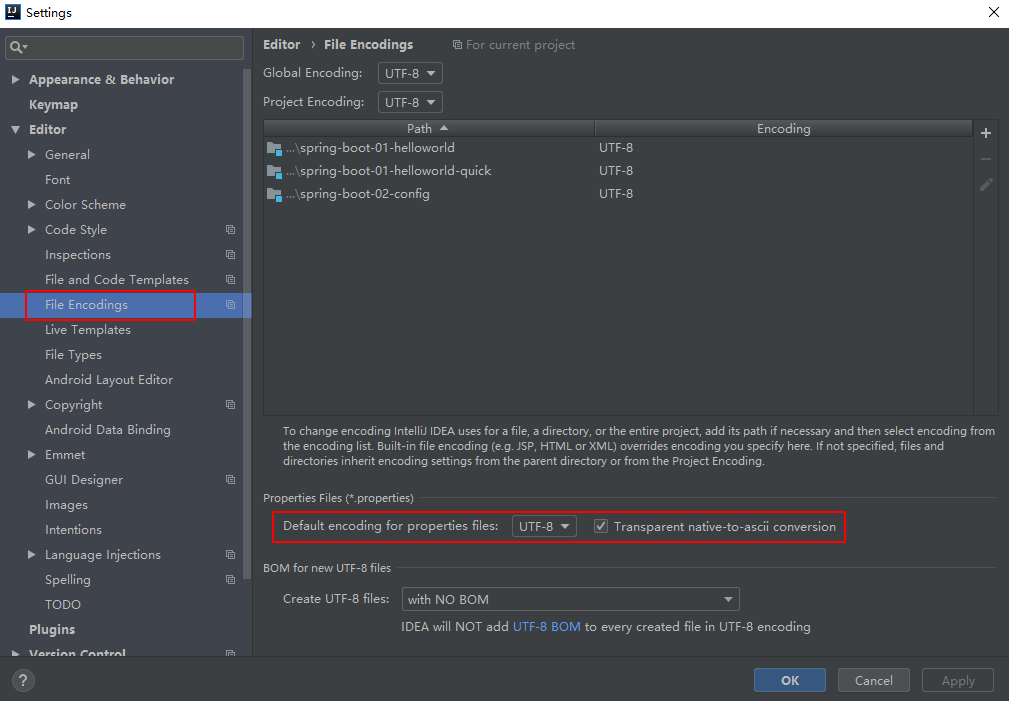 Settings
Appearance & Behavior
Keymap
Editor
General
Font
Color Scheme
Code Style
Inspections
File and Code Templates
File Encodings
Live Templates
File Types
Android Layout Editor
Copyright
Android Data Binding
Emmet
GUI Designer
Images
Intentions
Language Injections
Spelling
TODO
Plugins
Version Control
Editor › File Encodings For current project
Global Encoding: UTF-8
Project Encoding: UTF-8
Path Encoding
...\spring-boot-01-helloworld UTF-8
...\spring-boot-01-helloworld-quick UTF-8
...\spring-boot-02-config UTF-8
To change encoding IntelliJ IDEA uses for a file, a directory, or the entire project, add its path if necessary and then select encoding from
the encoding list. Built-in file encoding (e.g. JSP, HTML or XML) overrides encoding you specify here. If not specified, files and
directories inherit encoding settings from the parent directory or from the Project Encoding.
Properties Files (*.properties)
Default encoding for properties files: UTF-8 Transparent native-to-ascii conversion
BOM for new UTF-8 files
Create UTF-8 files: with NO BOM
IDEA will NOT add UTF-8 BOM to every created file in UTF-8 encoding
? OK Cancel Apply